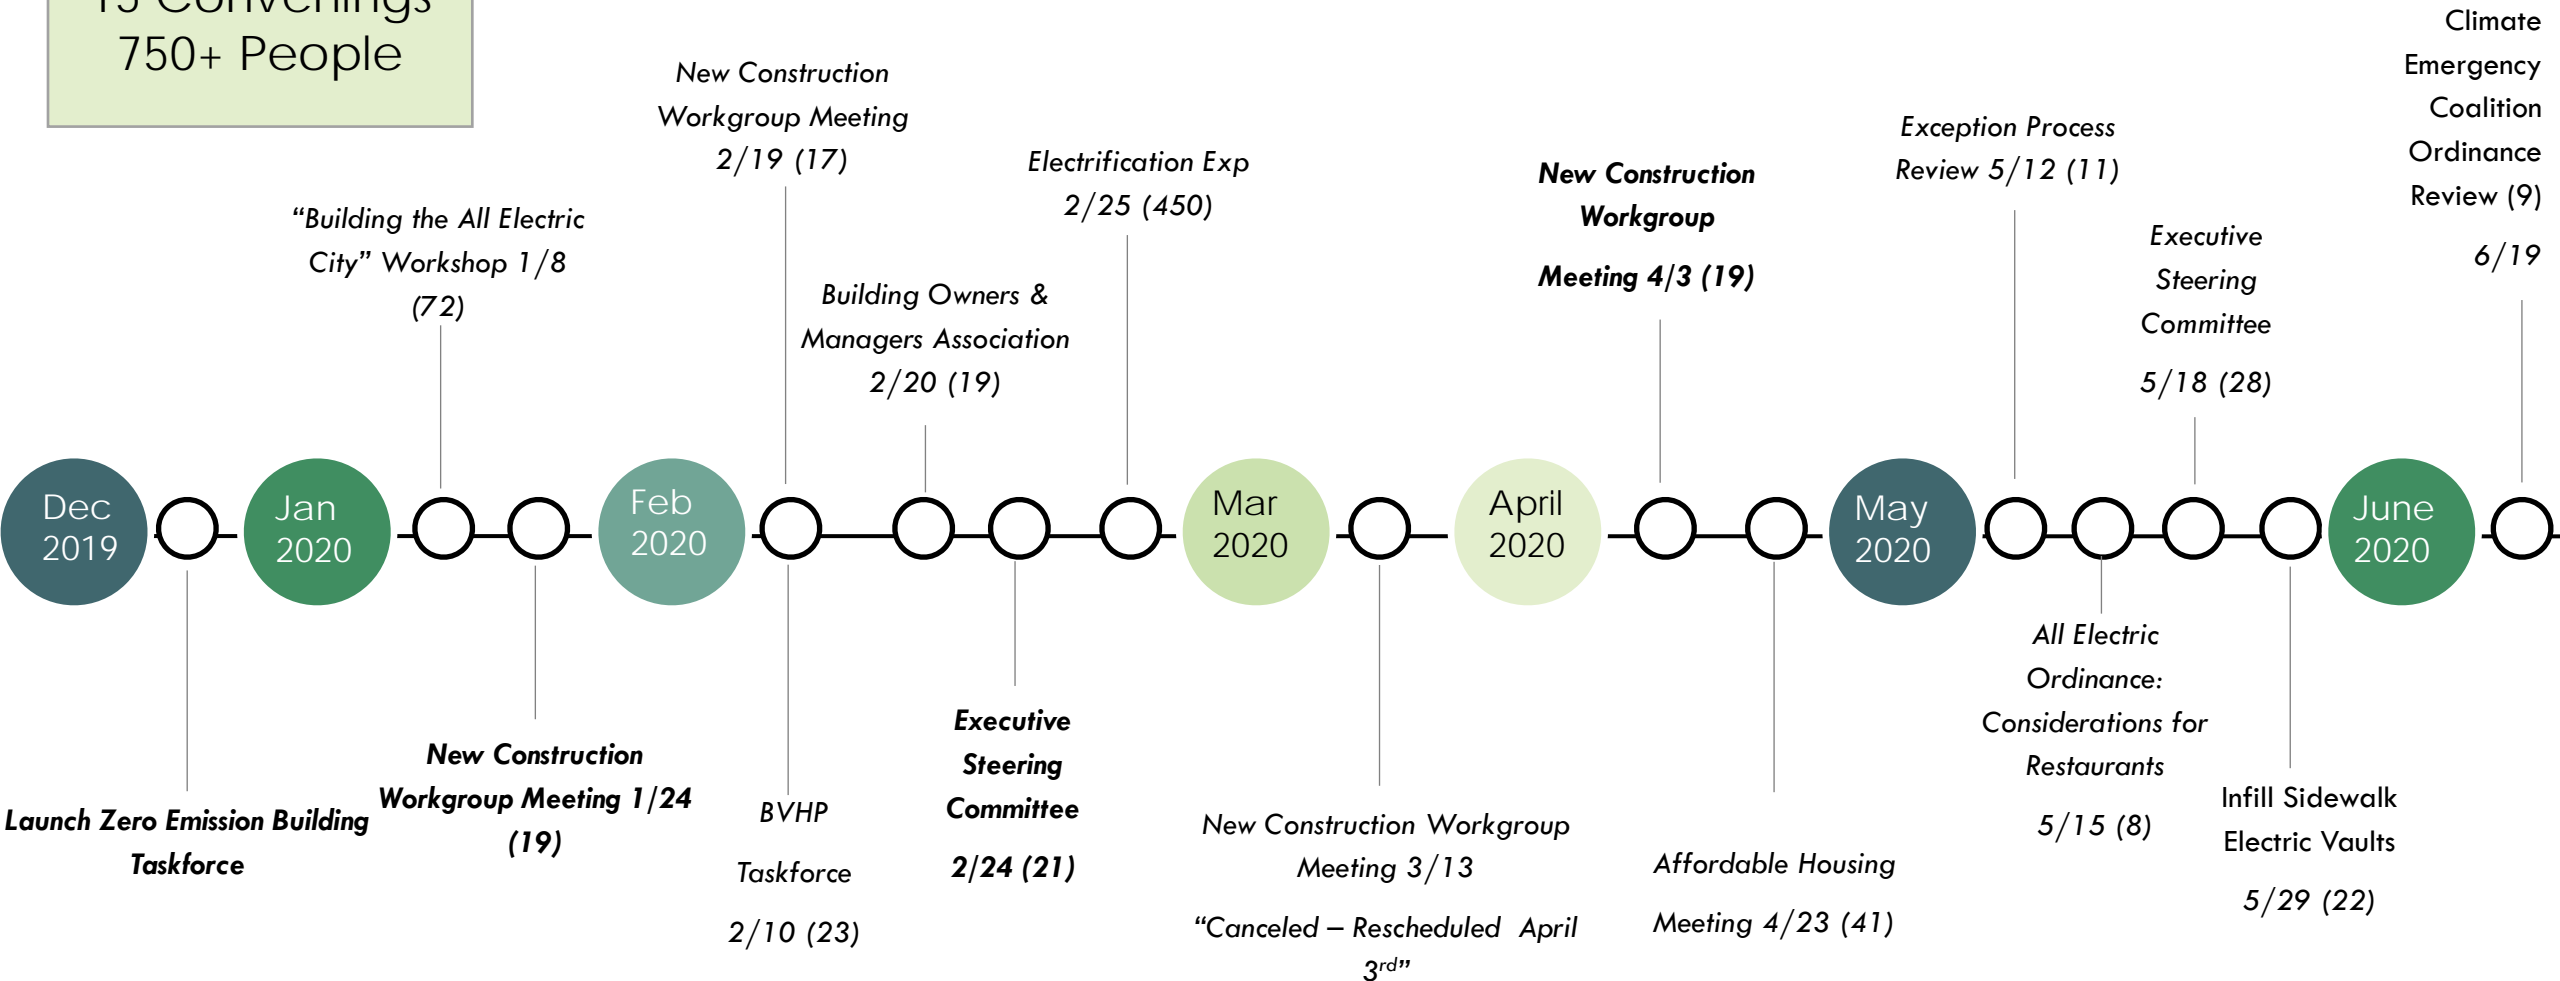 Convenings
750+ People
Climate
Emergency
Coalition
Ordinance
Review (9)
6/19
New Construction
Workgroup Meeting
2/19 (17)
Electrification Exp
2/25 (450)
Exception Process
Review 5/12 (11)
New Construction
Workgroup
Meeting 4/3 (19)
“Building the All Electric
City” Workshop 1/8
(72)
Executive
Steering
Committee
5/18 (28)
Building Owners &
Managers Association
2/20 (19)
Dec
2019
Jan
2020
Feb
2020
Mar
2020
April
2020
May
2020
June
2020
Launch Zero Emission Building
Taskforce
New Construction
Workgroup Meeting 1/24
(19)
BVHP
Taskforce
2/10 (23)
Executive
Steering
Committee
2/24 (21)
New Construction Workgroup
Meeting 3/13
“Canceled – Rescheduled  April
3rd”
Affordable Housing
Meeting 4/23 (41)
All Electric
Ordinance:
Considerations for
Restaurants
5/15 (8)
Infill Sidewalk
Electric Vaults
5/29 (22)